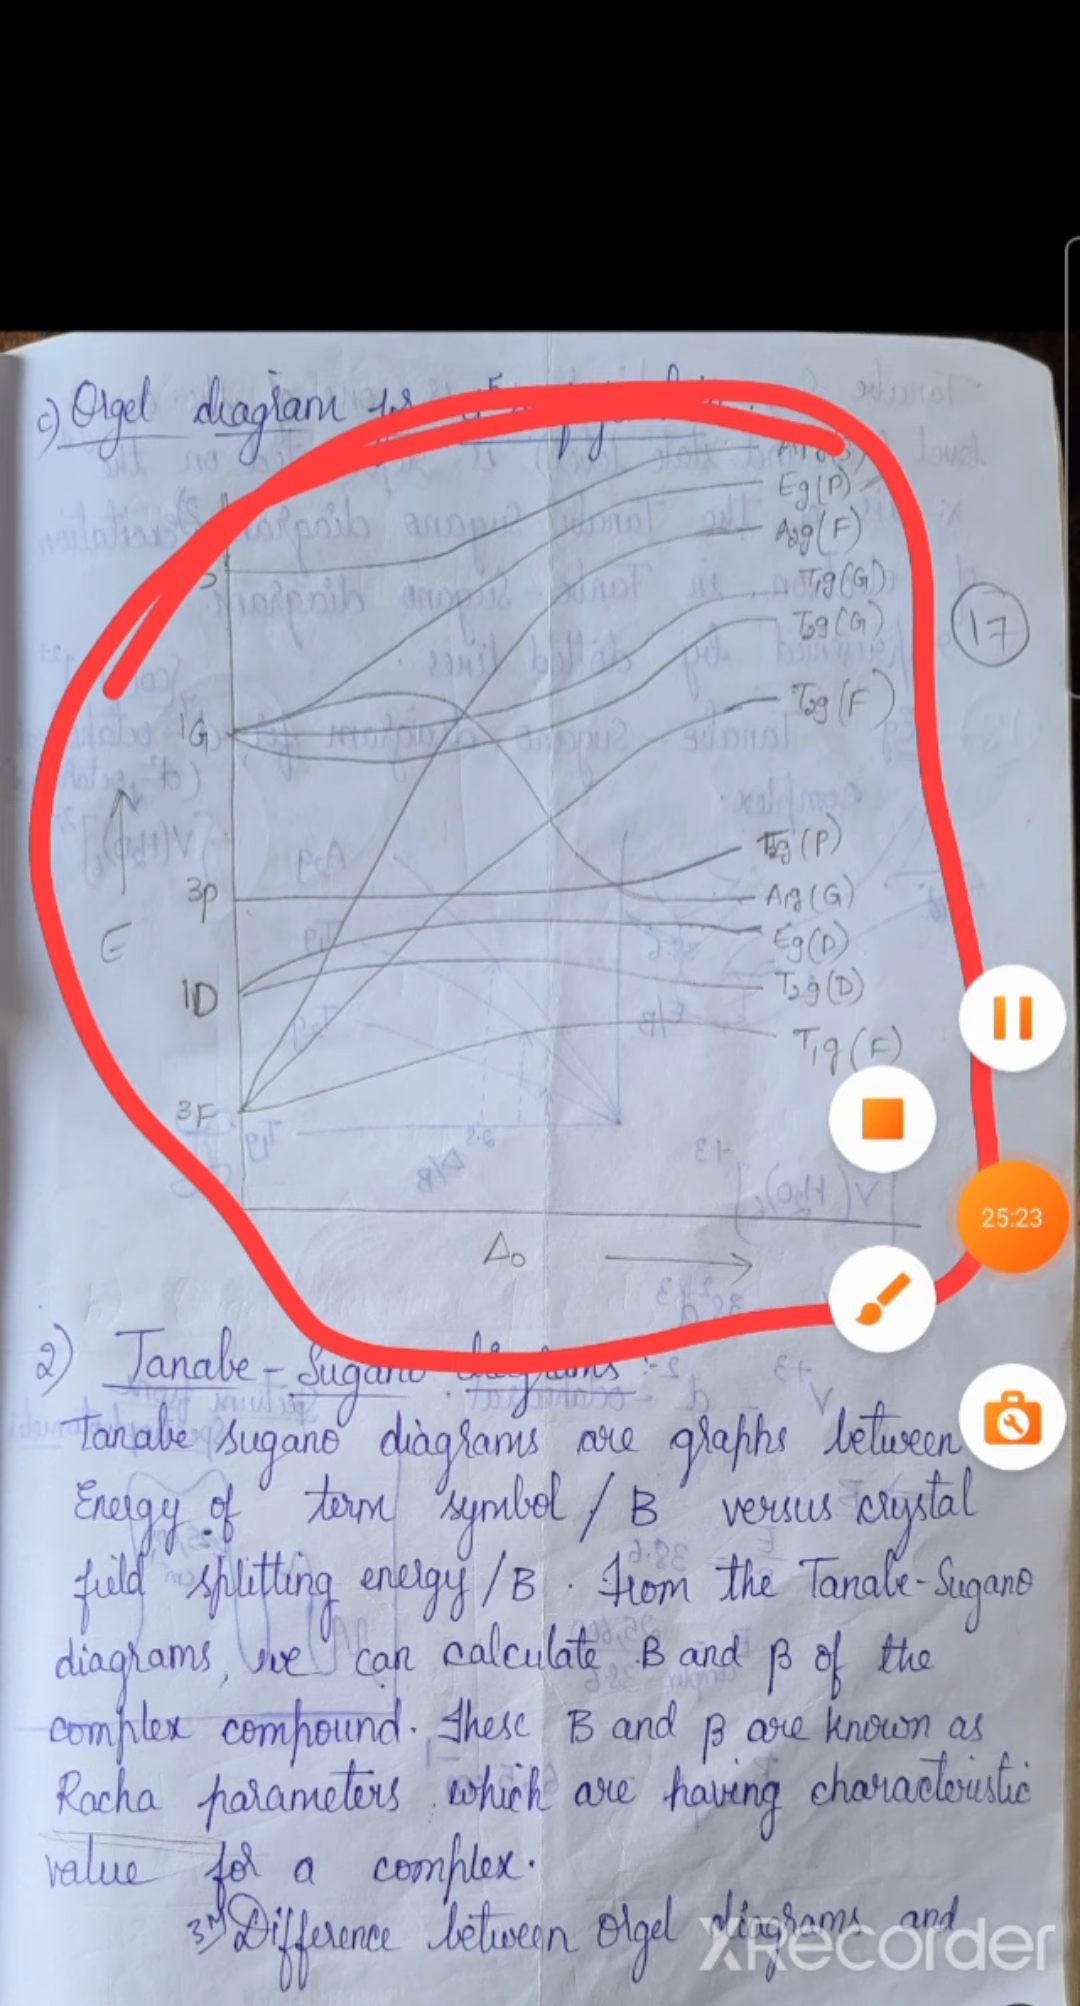 c) Orgel diagram for
A1g(S)
Eg(P)
A2g(F)
T1g(G)
T2g(G)
17
T2g(F)
1G
T2g(P)
3P
A1g(G)
E
Eg(D)
1D
T2g(D)
T1g(F)
3F
25:23
Δo
2) Tanabe-Sugano diagrams :-
Tanabe sugano diagrams are graphs between
Energy of term symbol / B versus crystal
field splitting energy/B. From the Tanabe-Sugano
diagrams, we can calculate B and β of the
complex compound. These B and β are known as
Racha parameters which are having characteristic
value for a complex.
3) Difference between Orgel diagrams and
XRecorder